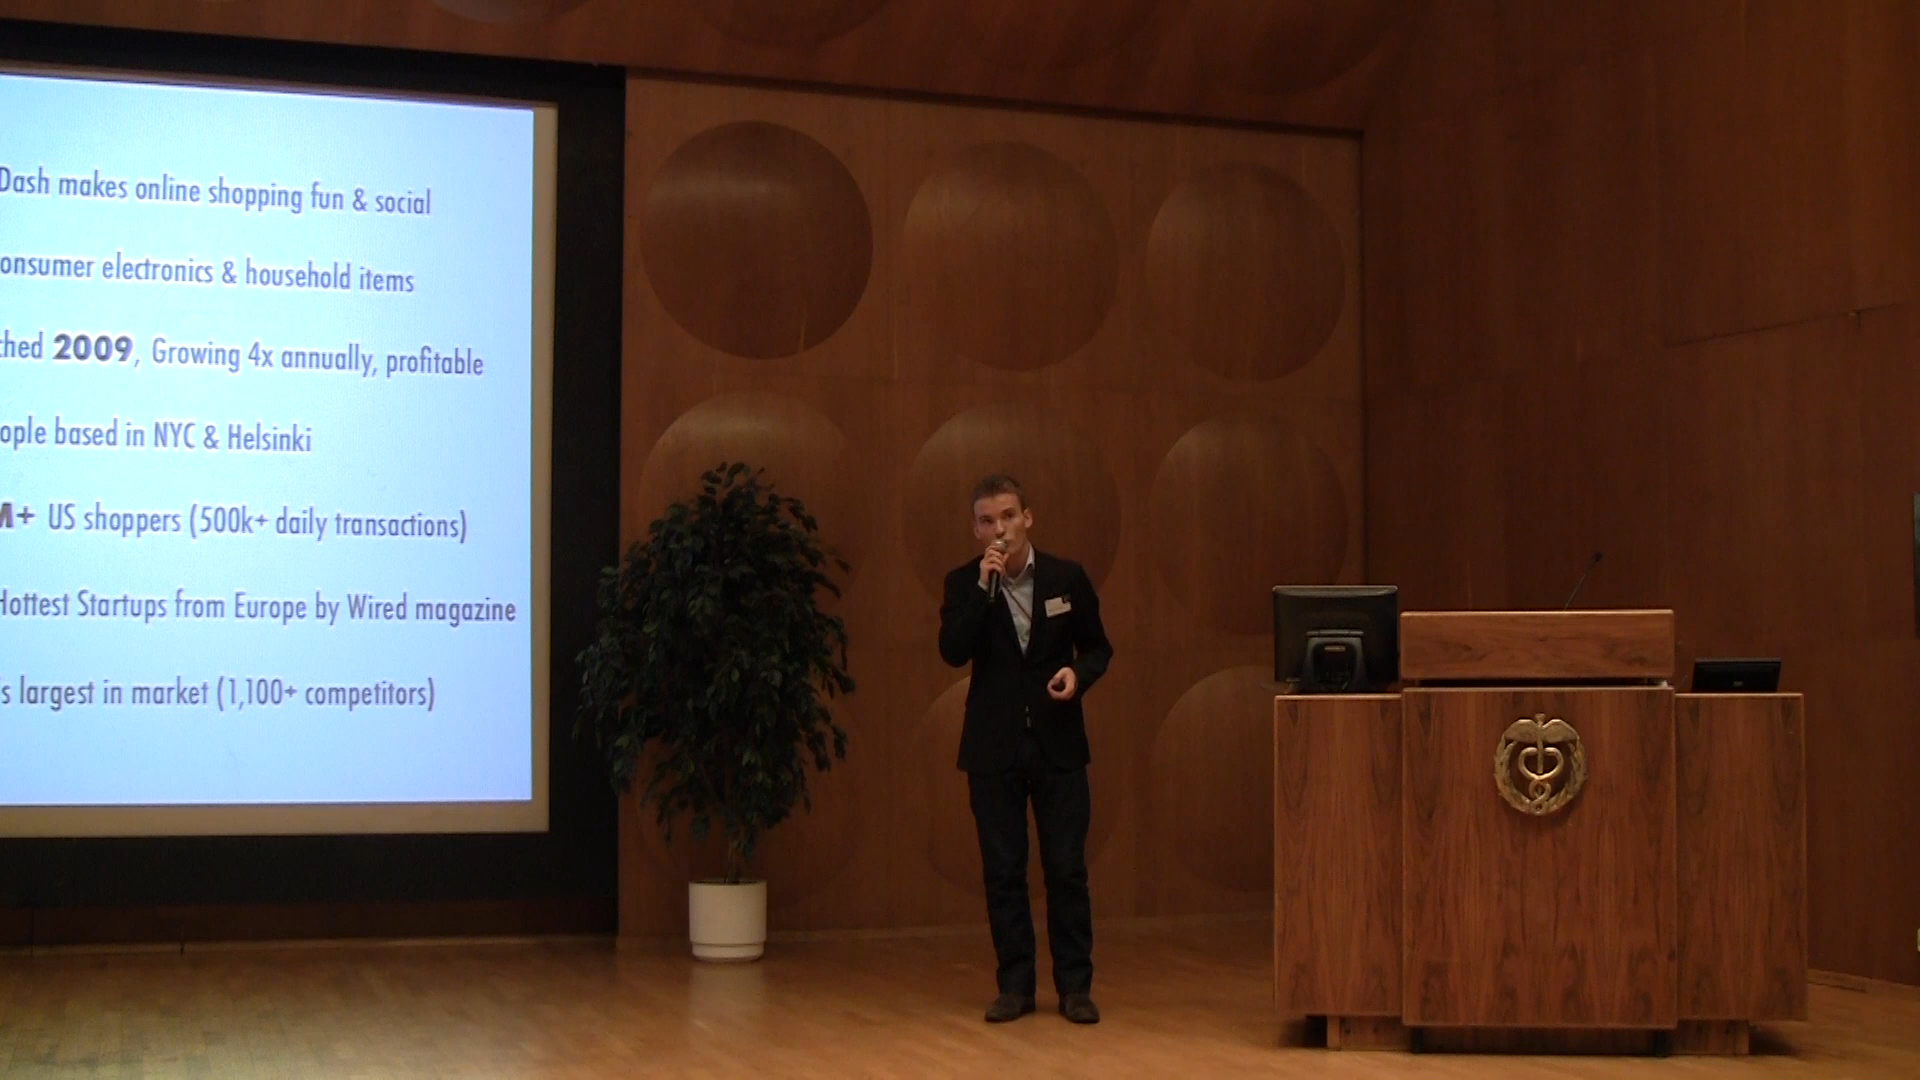 Dash makes online shopping fun & social
onsumer electronics & household items
ched 2009, Growing 4x annually, profitable
ople based in NYC & Helsinki
M+ US shoppers (500k+ daily transactions)
Hottest Startups from Europe by Wired magazine
s largest in market (1,100+ competitors)